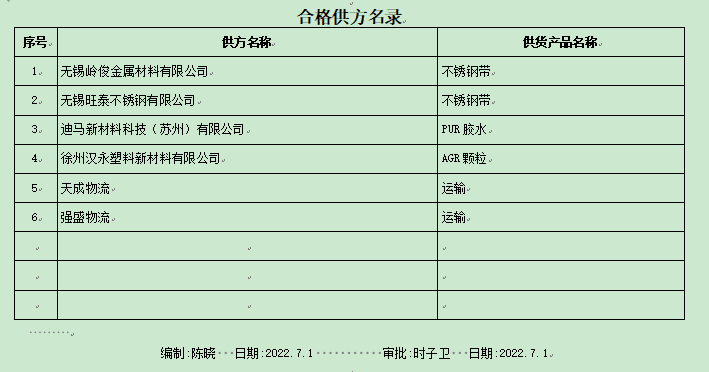 合格供方名录
序号 供方名称 供货产品名称
1 无锡岭俊金属材料有限公司 不锈钢带
2 无锡旺泰不锈钢有限公司 不锈钢带
3 迪马新材料科技（苏州）有限公司 PUR 胶水
4 徐州汉永塑料新材料有限公司 AGR 颗粒
5 天成物流 运输
6 强盛物流 运输
编制:陈晓 日期:2022.7.1 审批:时子卫 日期:2022.7.1